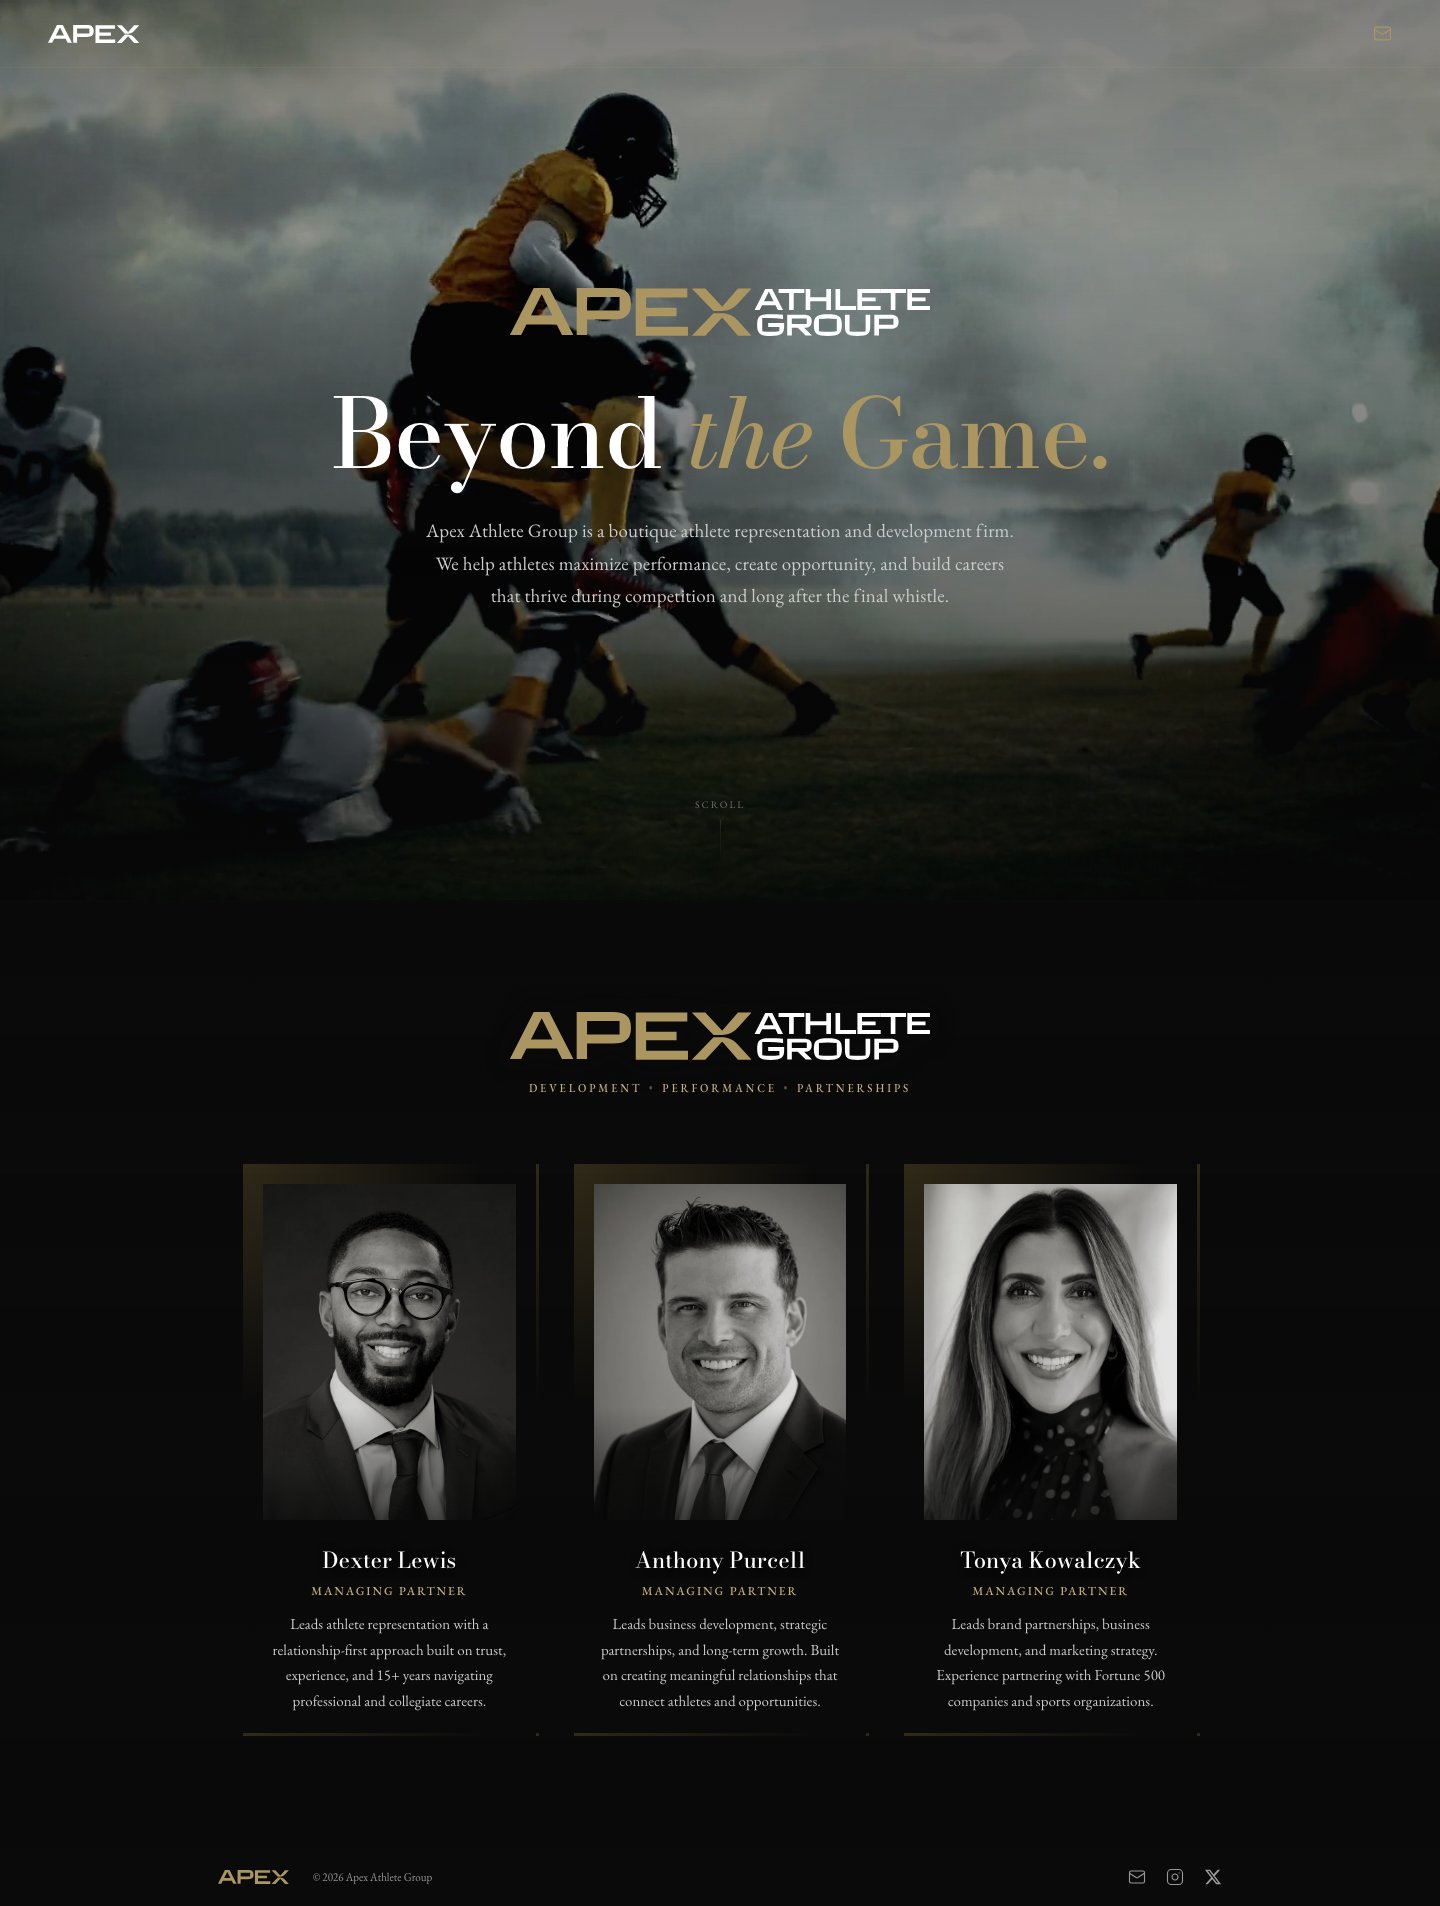 APEX
APEX ATHLETE
GROUP
Beyond the Game.
Apex Athlete Group is a boutique athlete representation and development firm.
We help athletes maximize performance, create opportunity, and build careers
that thrive during competition and long after the final whistle.
SCROLL
APEX ATHLETE
GROUP
DEVELOPMENT • PERFORMANCE • PARTNERSHIPS
Dexter Lewis
MANAGING PARTNER
Leads athlete representation with a
relationship-first approach built on trust,
experience, and 15+ years navigating
professional and collegiate careers.
Anthony Purcell
MANAGING PARTNER
Leads business development, strategic
partnerships, and long-term growth. Built
on creating meaningful relationships that
connect athletes and opportunities.
Tonya Kowalczyk
MANAGING PARTNER
Leads brand partnerships, business
development, and marketing strategy.
Experience partnering with Fortune 500
companies and sports organizations.
APEX © 2026 Apex Athlete Group